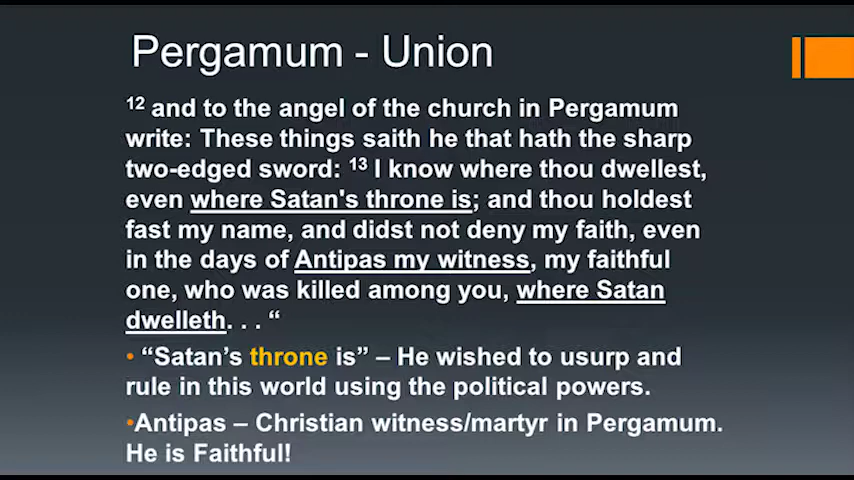 Pergamum - Union
12 and to the angel of the church in Pergamum
write: These things saith he that hath the sharp
two-edged sword: 13 I know where thou dwellest,
even where Satan's throne is; and thou holdest
fast my name, and didst not deny my faith, even
in the days of Antipas my witness, my faithful
one, who was killed among you, where Satan
dwelleth. . . “
• “Satan’s throne is” – He wished to usurp and
rule in this world using the political powers.
•Antipas – Christian witness/martyr in Pergamum.
He is Faithful!